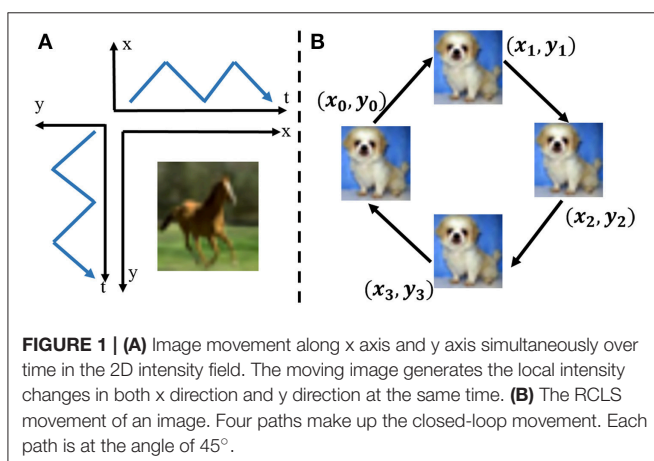 A
x
t
y
x
t
y
B
(x₁, y₁)
(x₀, y₀)
(x₂, y₂)
(x₃, y₃)
FIGURE 1 | (A) Image movement along x axis and y axis simultaneously over
time in the 2D intensity field. The moving image generates the local intensity
changes in both x direction and y direction at the same time. (B) The RCLS
movement of an image. Four paths make up the closed-loop movement. Each
path is at the angle of 45°.